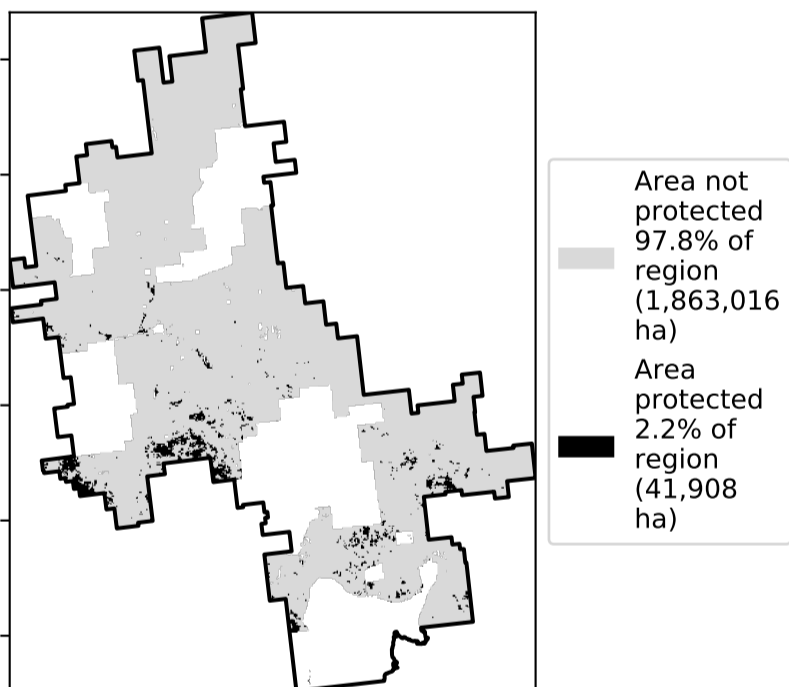 Area not
protected
97.8% of
region
(1,863,016
ha)
Area
protected
2.2% of
region
(41,908
ha)